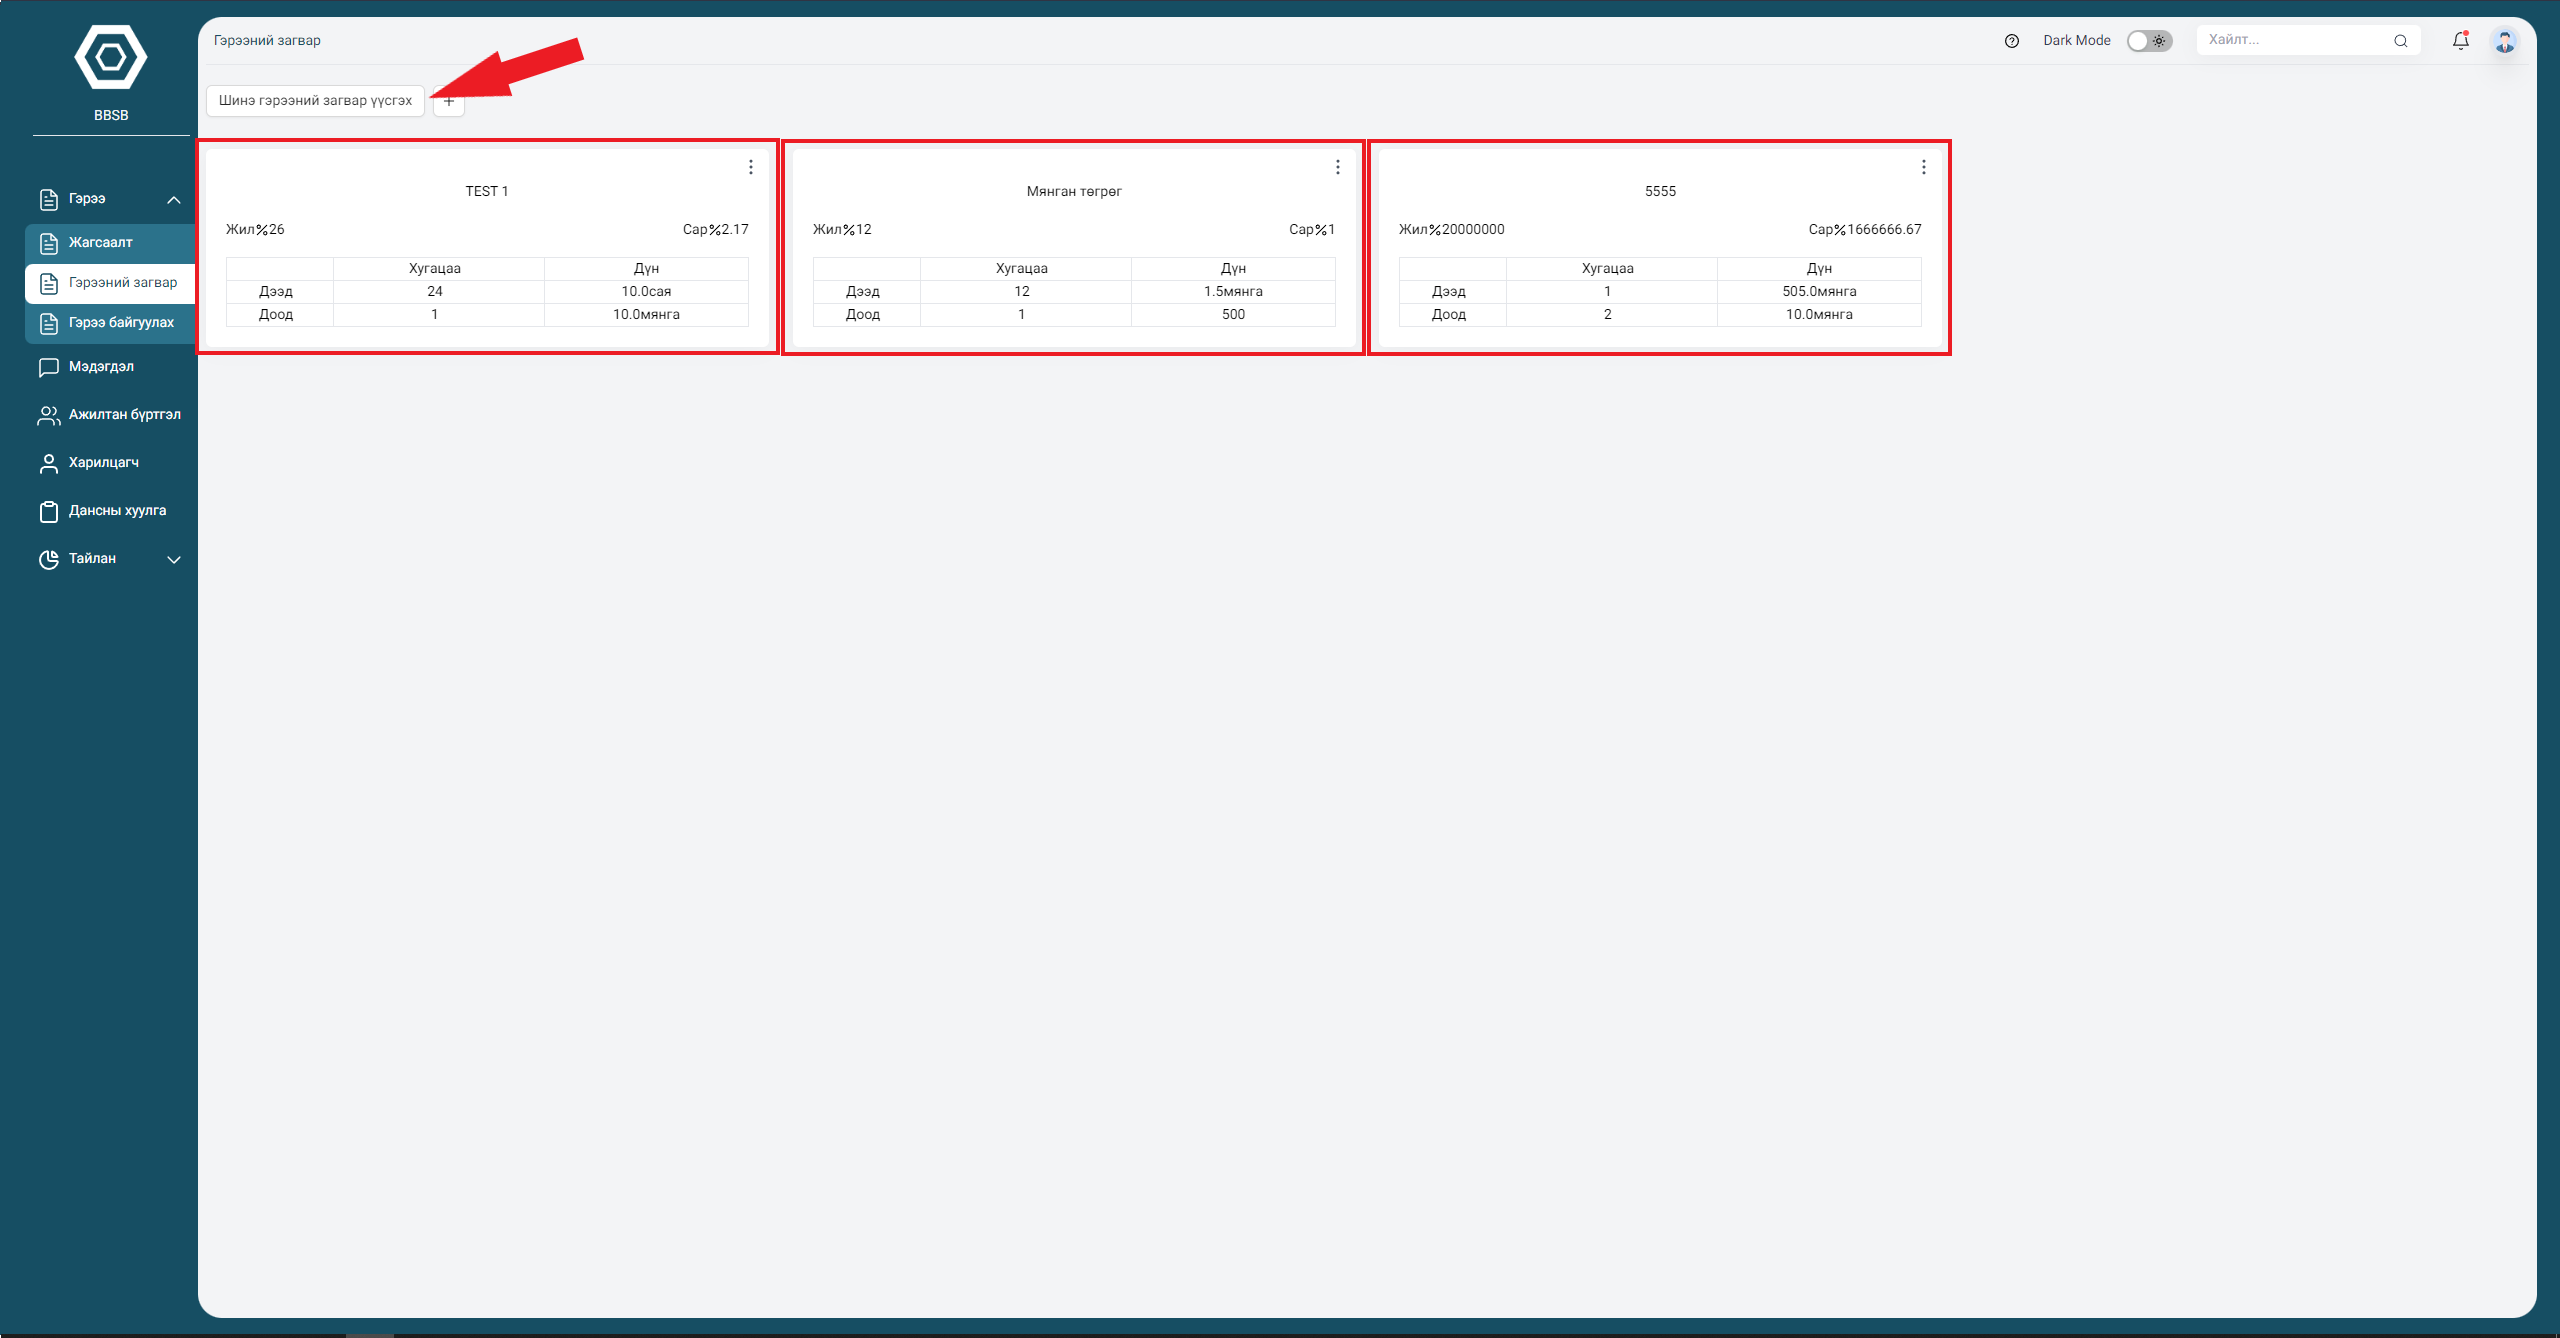 BBSB
Гэрээ
Жагсаалт
Гэрээний загвар
Гэрээ байгуулах
Мэдэгдэл
Ажилтан бүртгэл
Харилцагч
Дансны хуулга
Тайлан
Гэрээний загвар
Dark Mode
Хайлт...
Шинэ гэрээний загвар үүсгэх +
TEST 1
Жил%26 Сар%2.17
Хугацаа Дүн
Дээд 24 10.0сая
Доод 1 10.0мянга
Мянган төгрөг
Жил%12 Сар%1
Хугацаа Дүн
Дээд 12 1.5мянга
Доод 1 500
5555
Жил%20000000 Сар%1666666.67
Хугацаа Дүн
Дээд 1 505.0мянга
Доод 2 10.0мянга